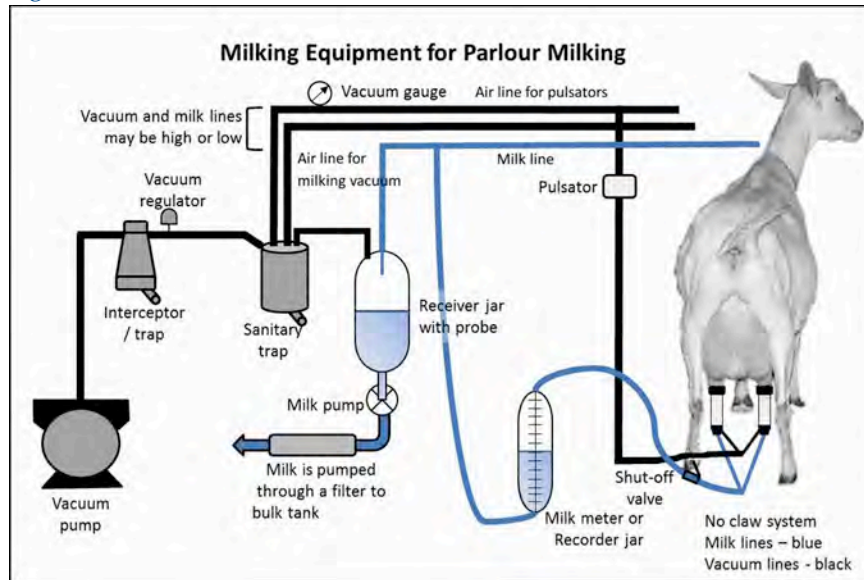 Milking Equipment for Parlour Milking
Vacuum gauge
Air line for pulsators
Vacuum and milk lines
may be high or low
Air line for
milking vacuum
Milk line
Vacuum
regulator
Pulsator
Interceptor
/ trap
Sanitary
trap
Receiver jar
with probe
Milk pump
Milk is pumped
through a filter to
bulk tank
Vacuum
pump
Shut-off
valve
Milk meter or
Recorder jar
No claw system
Milk lines – blue
Vacuum lines - black